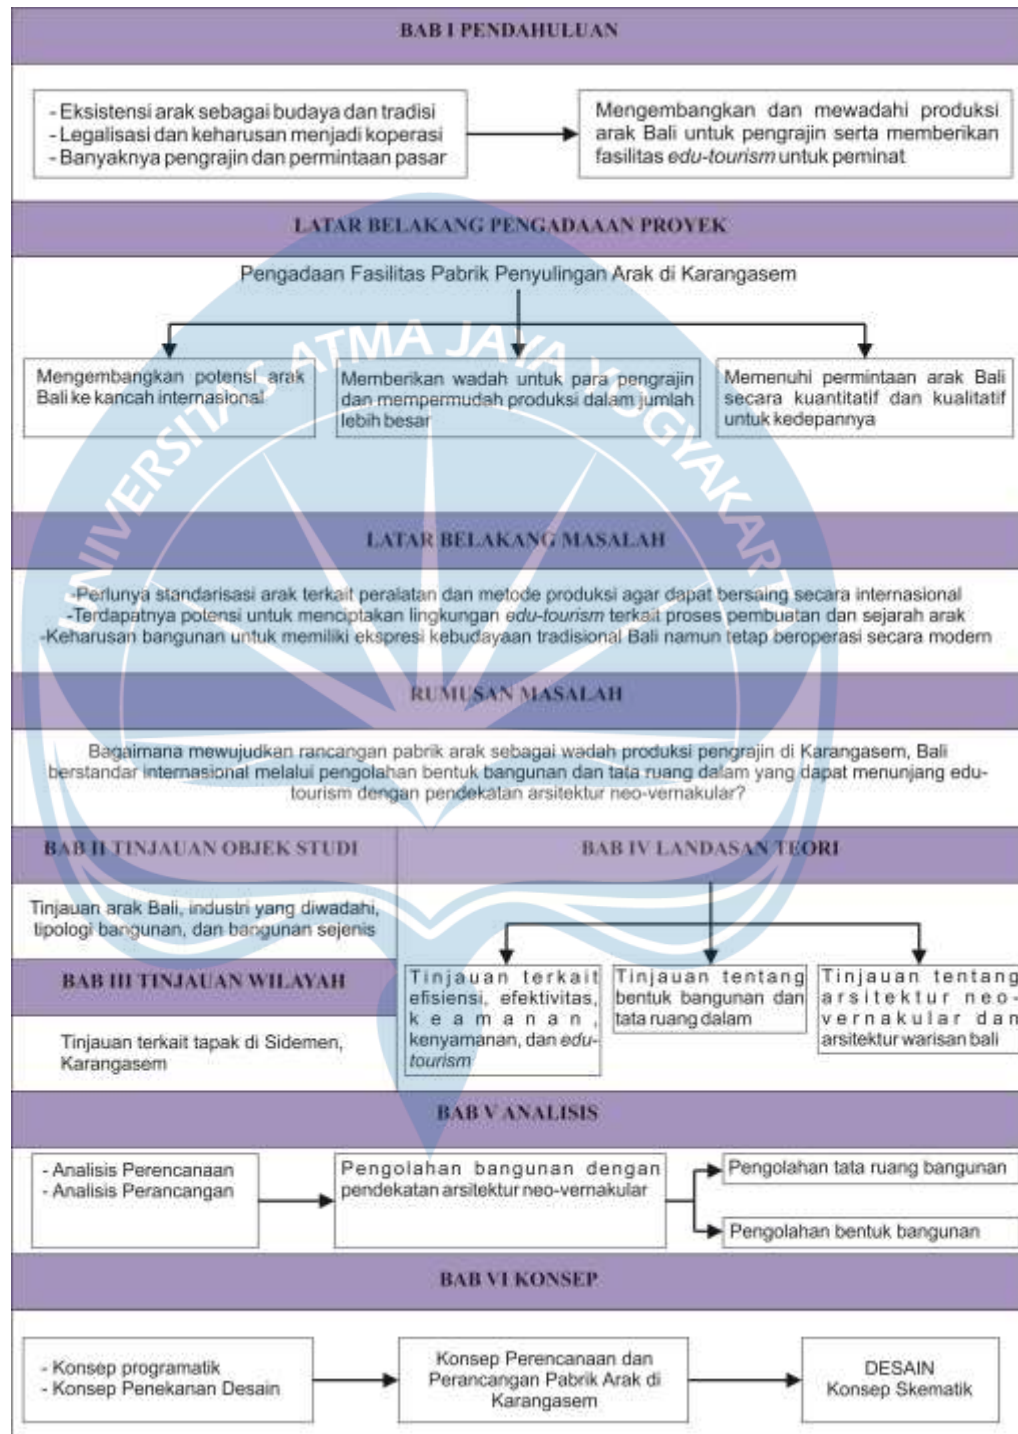 BAB I PENDAHULUAN
- Eksistensi arak sebagai budaya dan tradisi
- Legalisasi dan keharusan menjadi koperasi
- Banyaknya pengrajin dan permintaan pasar
Mengembangkan dan mewadahi produksi
arak Bali untuk pengrajin serta memberikan
fasilitas edu-tourism untuk peminat
LATAR BELAKANG PENGADAAAN PROYEK
Pengadaan Fasilitas Pabrik Penyulingan Arak di Karangasem
Mengembangkan potensi arak
Bali ke kancah internasional
Memberikan wadah untuk para pengrajin
dan mempermudah produksi dalam jumlah
lebih besar
Memenuhi permintaan arak Bali
secara kuantitatif dan kualitatif
untuk kedepannya
UNIVERSITAS ATMA JAYA YOGYAKARTA
LATAR BELAKANG MASALAH
-Perlunya standarisasi arak terkait peralatan dan metode produksi agar dapat bersaing secara internasional
-Terdapatnya potensi untuk menciptakan lingkungan edu-tourism terkait proses pembuatan dan sejarah arak
-Keharusan bangunan untuk memiliki ekspresi kebudayaan tradisional Bali namun tetap beroperasi secara modern
RUMUSAN MASALAH
Bagaimana mewujudkan rancangan pabrik arak sebagai wadah produksi pengrajin di Karangasem, Bali
berstandar internasional melalui pengolahan bentuk bangunan dan tata ruang dalam yang dapat menunjang edu-
tourism dengan pendekatan arsitektur neo-vernakular?
BAB II TINJAUAN OBJEK STUDI
Tinjauan arak Bali, industri yang diwadahi,
tipologi bangunan, dan bangunan sejenis
BAB III TINJAUAN WILAYAH
Tinjauan terkait tapak di Sidemen,
Karangasem
BAB IV LANDASAN TEORI
Tinjauan terkait
efisiensi, efektivitas,
keamanan,
kenyamanan, dan edu-
tourism
Tinjauan tentang
bentuk bangunan dan
tata ruang dalam
Tinjauan tentang
arsitektur neo-
vernakular dan
arsitektur warisan bali
BAB V ANALISIS
- Analisis Perencanaan
- Analisis Perancangan
Pengolahan bangunan dengan
pendekatan arsitektur neo-vernakular
Pengolahan tata ruang bangunan
Pengolahan bentuk bangunan
BAB VI KONSEP
- Konsep programatik
- Konsep Penekanan Desain
Konsep Perencanaan dan
Perancangan Pabrik Arak di
Karangasem
DESAIN
Konsep Skematik